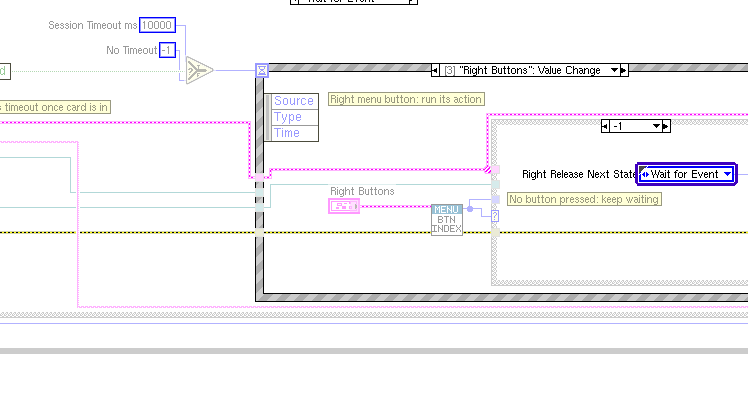 Wait for Event
Session Timeout ms 10000
No Timeout -1
d
[3] "Right Buttons": Value Change
s timeout once card is in
Source
Type
Time
Right menu button: run its action
-1
Right Release Next State
Wait for Event
Right Buttons
No button pressed: keep waiting
MENU
BTN
INDEX
?